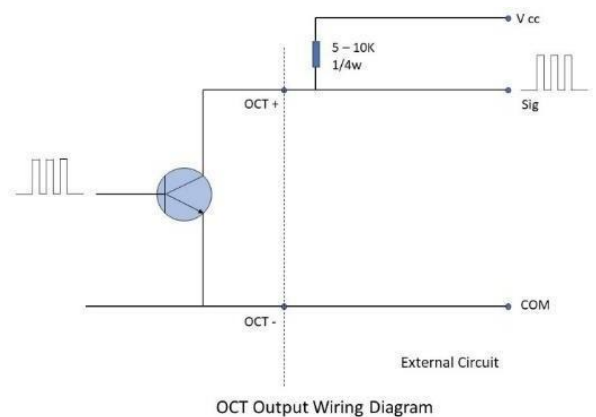 V cc
5 – 10K
1/4w
OCT +
Sig
COM
OCT -
External Circuit
OCT Output Wiring Diagram